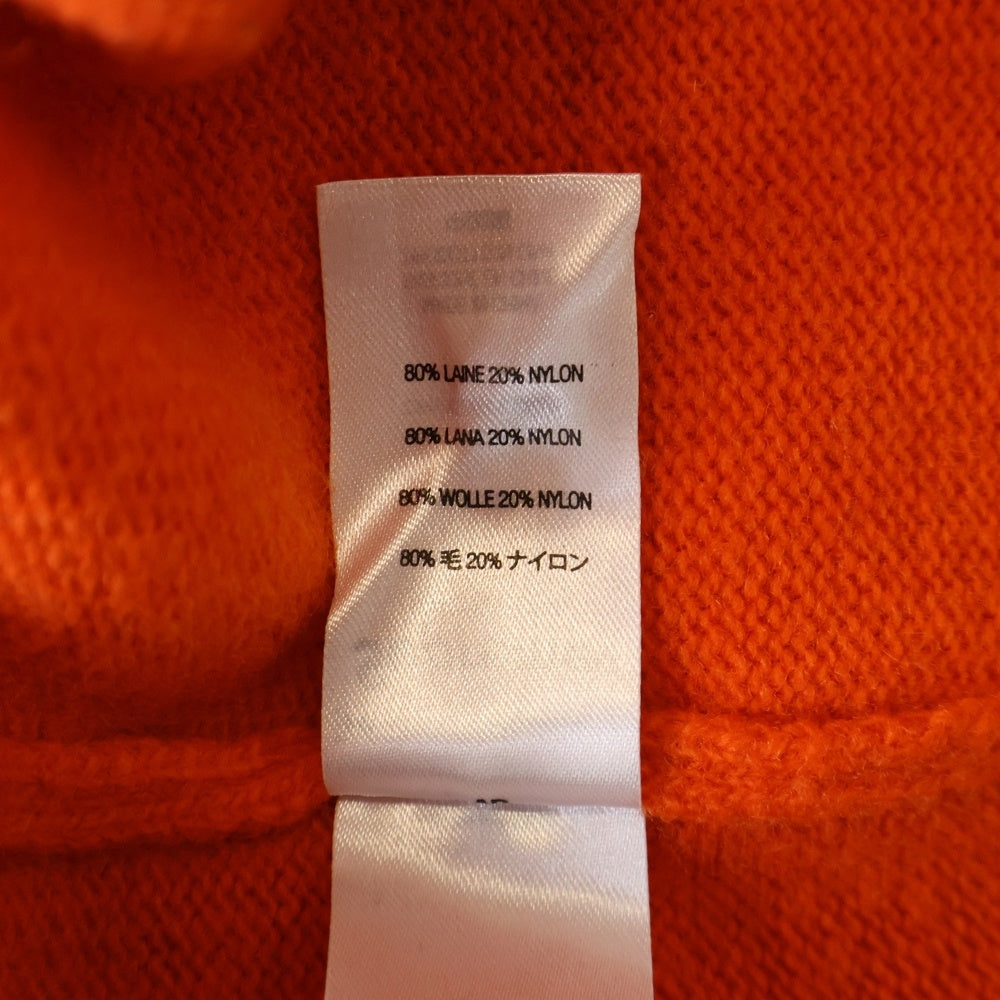 80% LAINE 20% NYLON
80% LANA 20% NYLON
80% WOLLE 20% NYLON
80% 毛 20% ナイロン